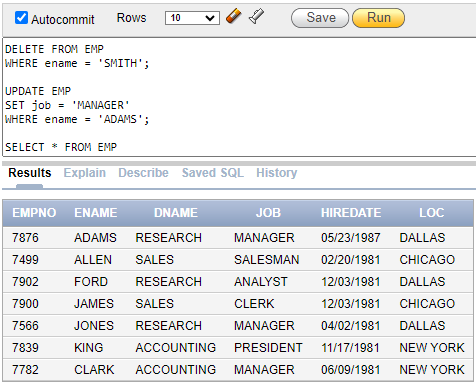 Autocommit Rows 10 Save Run
DELETE FROM EMP
WHERE ename = 'SMITH';
UPDATE EMP
SET job = 'MANAGER'
WHERE ename = 'ADAMS';
SELECT * FROM EMP
Results Explain Describe Saved SQL History
EMPNO ENAME DNAME JOB HIREDATE LOC
7876 ADAMS RESEARCH MANAGER 05/23/1987 DALLAS
7499 ALLEN SALES SALESMAN 02/20/1981 CHICAGO
7902 FORD RESEARCH ANALYST 12/03/1981 DALLAS
7900 JAMES SALES CLERK 12/03/1981 CHICAGO
7566 JONES RESEARCH MANAGER 04/02/1981 DALLAS
7839 KING ACCOUNTING PRESIDENT 11/17/1981 NEW YORK
7782 CLARK ACCOUNTING MANAGER 06/09/1981 NEW YORK